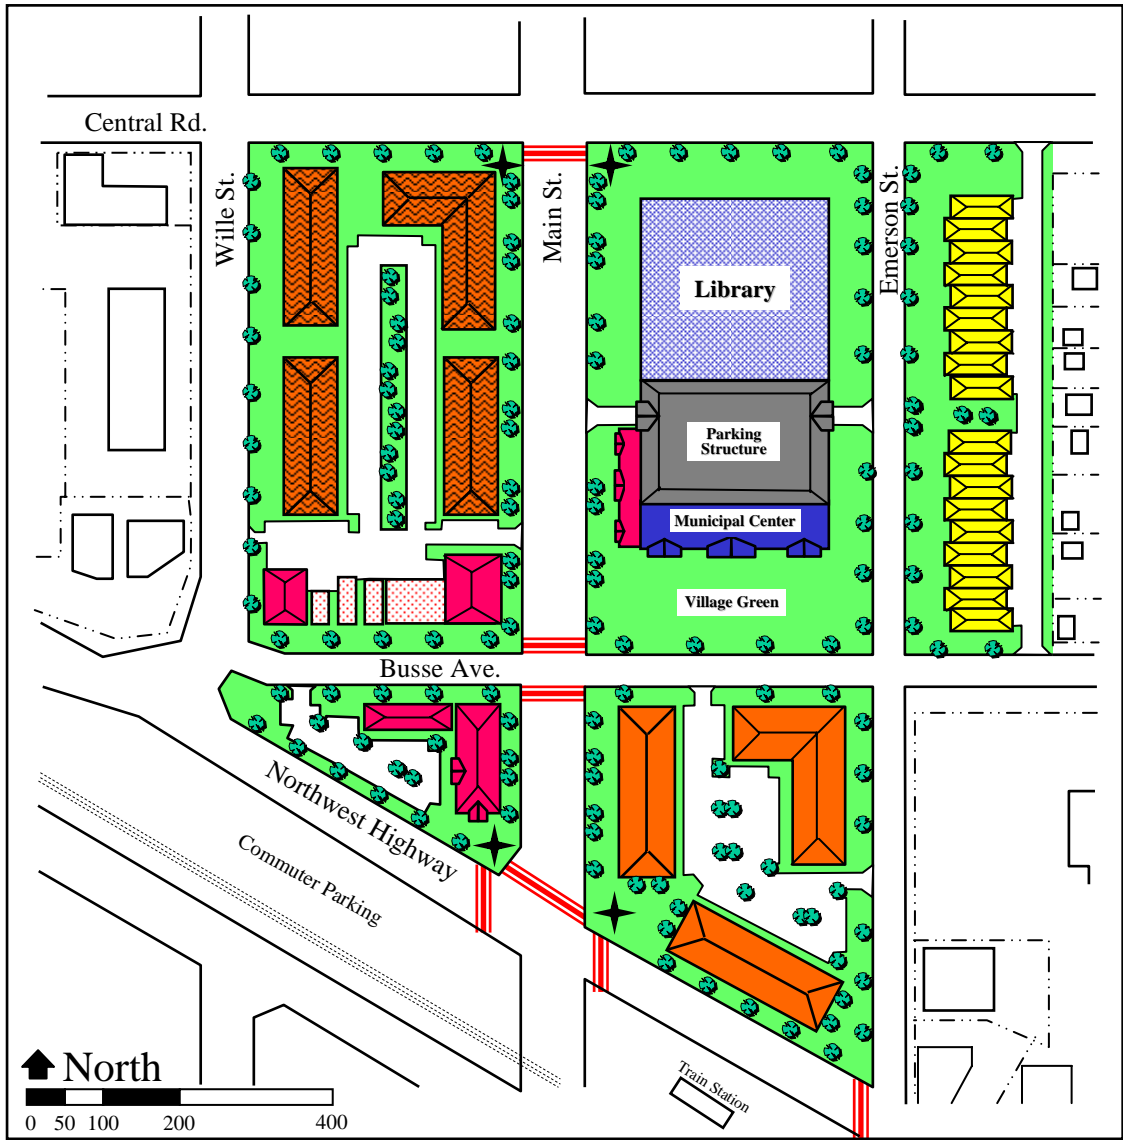 Central Rd.
Wille St.
Main St.
Emerson St.
Library
Parking
Structure
Municipal Center
Village Green
Busse Ave.
Northwest Highway
Commuter Parking
Train Station
North
0 50 100 200 400